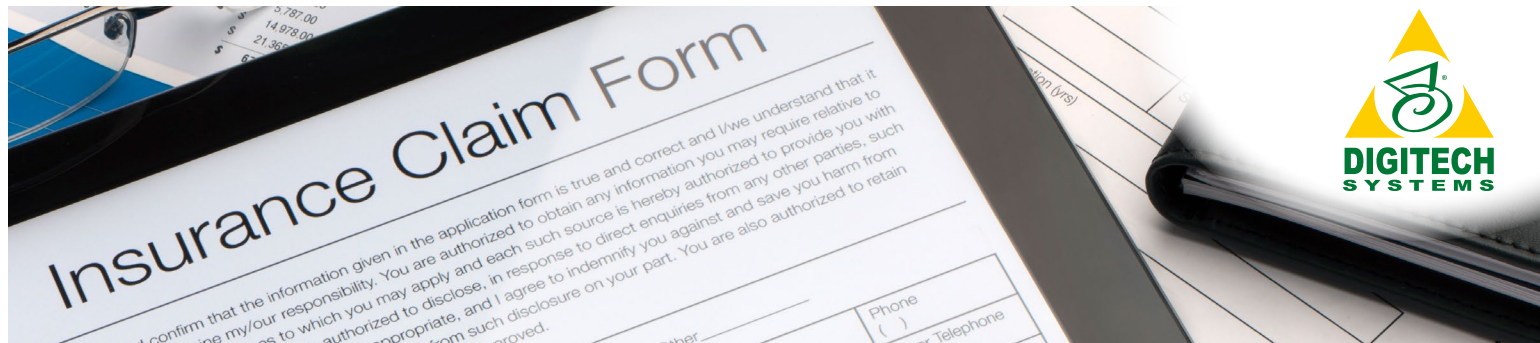 5,787.00
$ 14,978.00
$
$
Insurance Claim Form
confirm that the information given in the application form is true and correct and I/we understand that it
my/our responsibility. You are authorized to obtain any information you may require relative to
to which you may apply and each such source is hereby authorized to provide you with
authorized to disclose, in response to direct enquiries from any other parties, such
and I agree to indemnify you against and save you harm from
from such disclosure on your part. You are also authorized to retain
Phone
( )
Telephone
(yrs)
DIGITECH
SYSTEMS
®